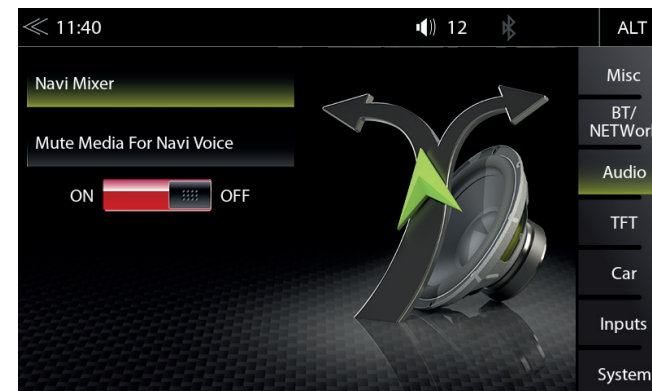 11:40
12
ALT
Navi Mixer
Mute Media For Navi Voice
ON
OFF
Misc
BT/
NETWor
Audio
TFT
Car
Inputs
System